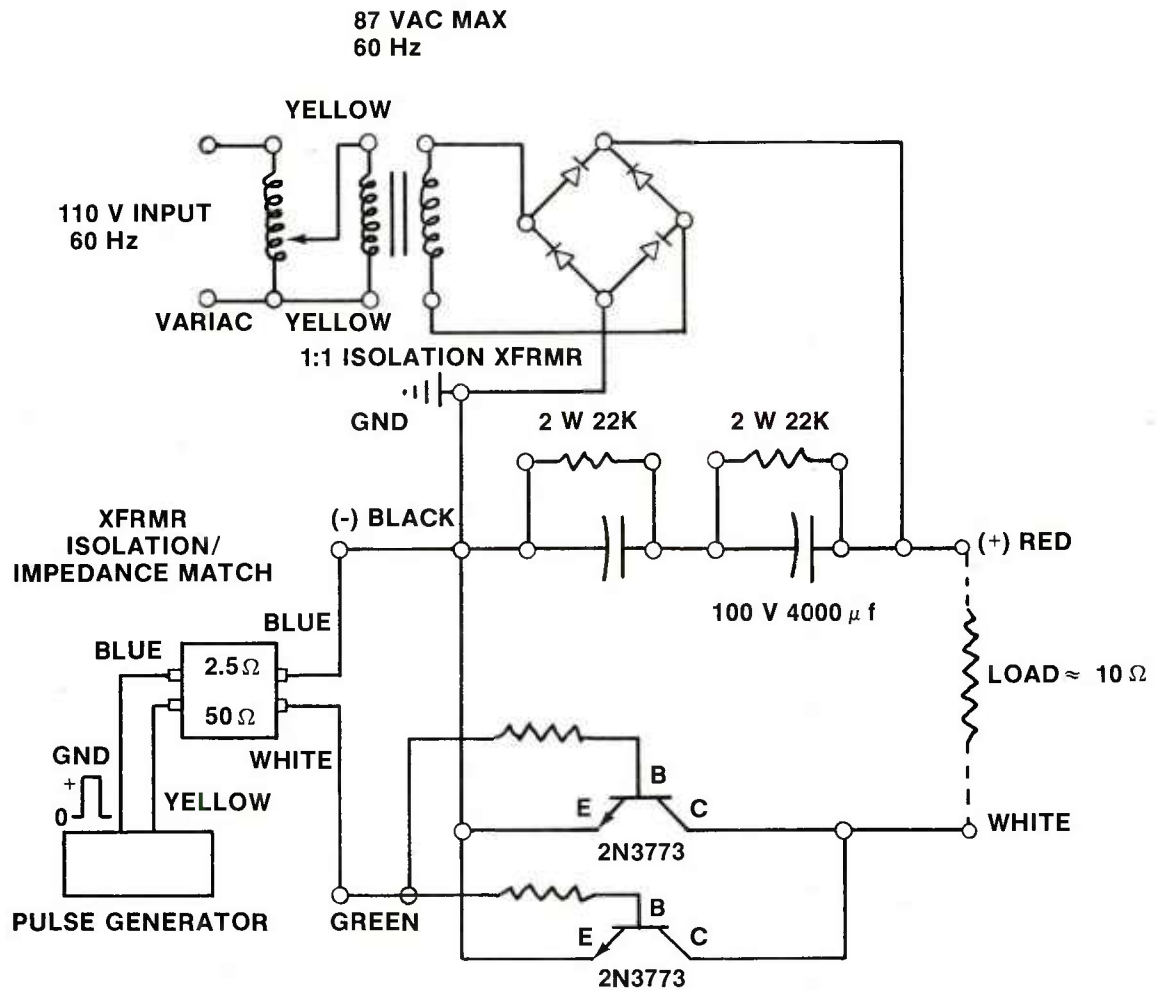 87 VAC MAX
60 Hz
YELLOW
110 V INPUT
60 Hz
VARIAC
YELLOW
1:1 ISOLATION XFRMR
GND
2 W 22K
2 W 22K
XFRMR
ISOLATION/
IMPEDANCE MATCH
(-) BLACK
(+) RED
100 V 4000 μf
BLUE
BLUE
2.5 Ω
50 Ω
LOAD ≈ 10 Ω
WHITE
GND
+
0
YELLOW
B
E
C
2N3773
WHITE
PULSE GENERATOR
GREEN
B
E
C
2N3773